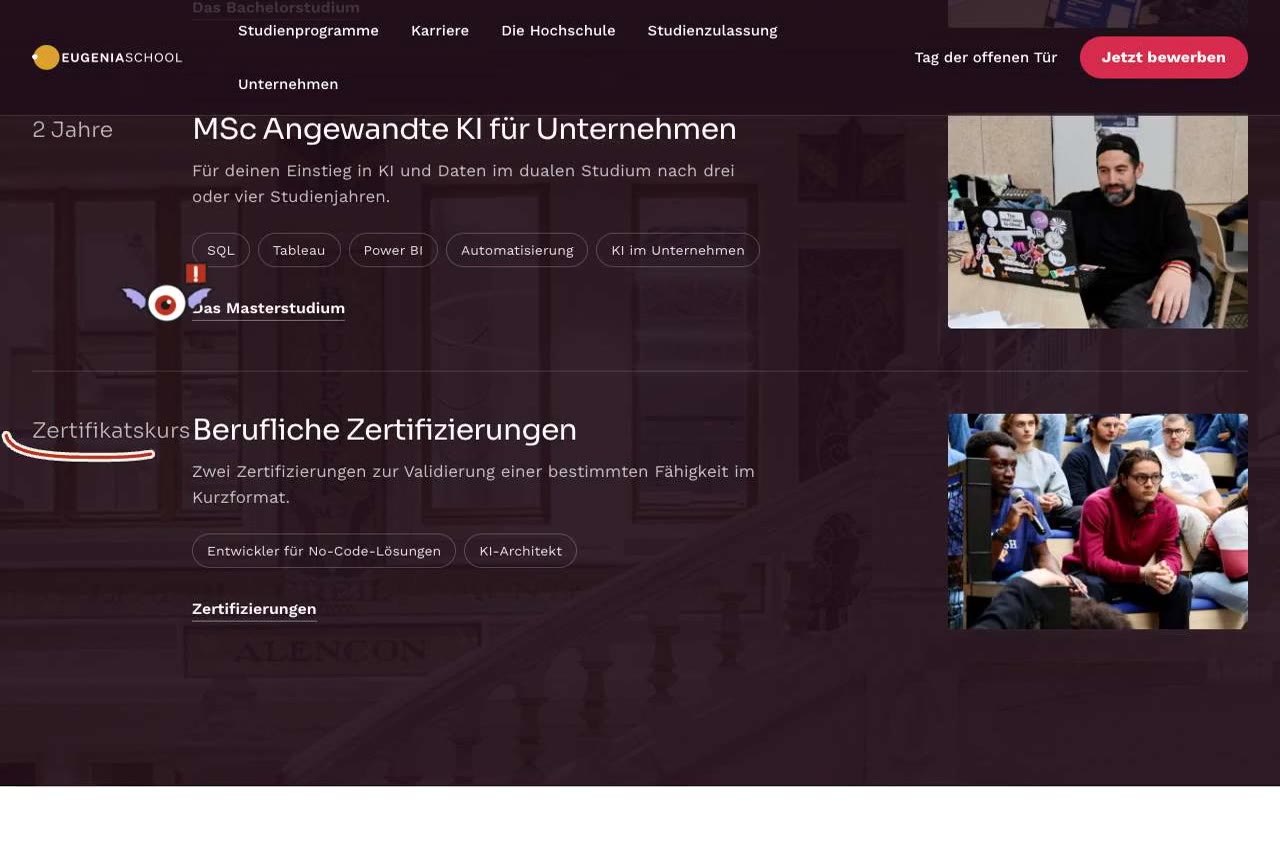 Das Bachelorstudium
Studienprogramme
Karriere
Die Hochschule
Studienzulassung
Unternehmen
EUGENIASCHOOL
Tag der offenen Tür
Jetzt bewerben
2 Jahre
MSc Angewandte KI für Unternehmen
Für deinen Einstieg in KI und Daten im dualen Studium nach drei
oder vier Studienjahren.
SQL
Tableau
Power BI
Automatisierung
KI im Unternehmen
Das Masterstudium
Zertifikatskurs
Berufliche Zertifizierungen
Zwei Zertifizierungen zur Validierung einer bestimmten Fähigkeit im
Kurzformat.
Entwickler für No-Code-Lösungen
KI-Architekt
Zertifizierungen
ALENCON